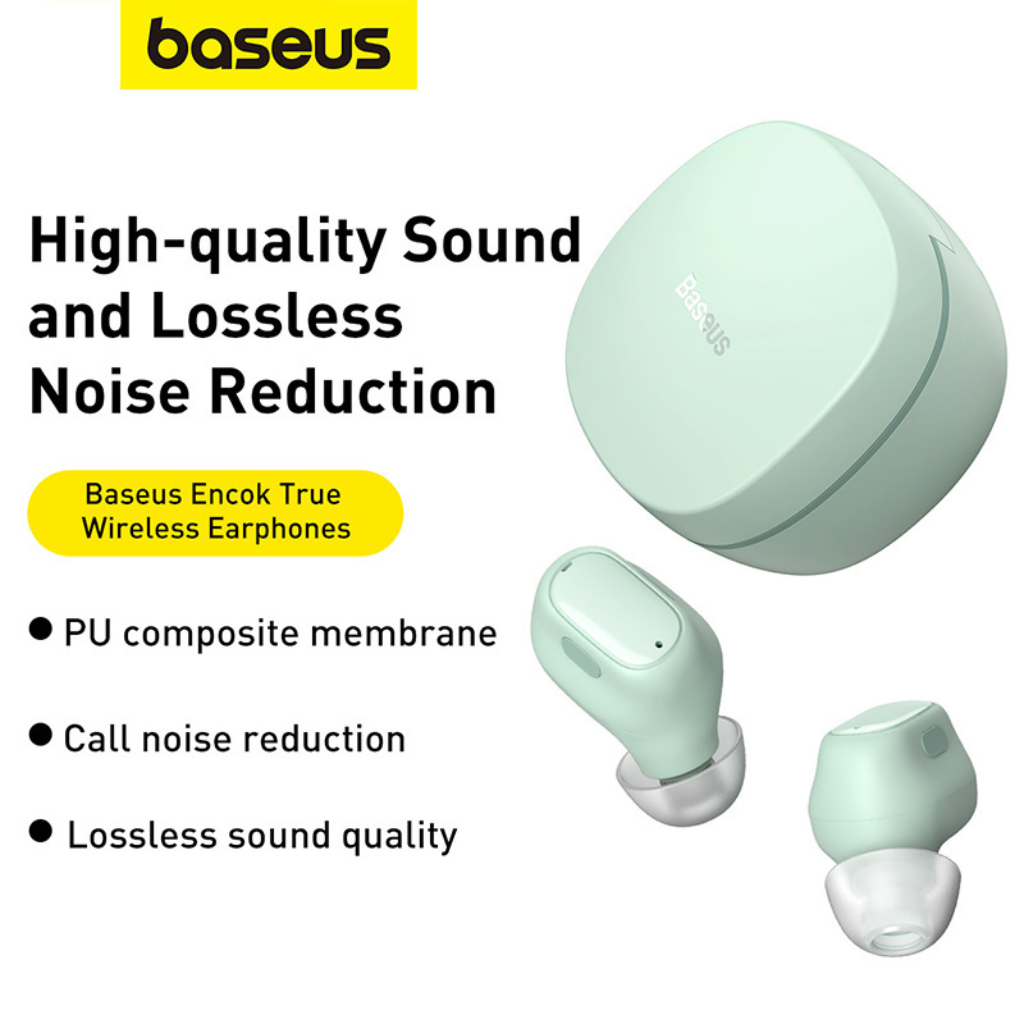 baseus
High-quality Sound
and Lossless
Noise Reduction
Baseus
Baseus Encok True
Wireless Earphones
● PU composite membrane
● Call noise reduction
● Lossless sound quality